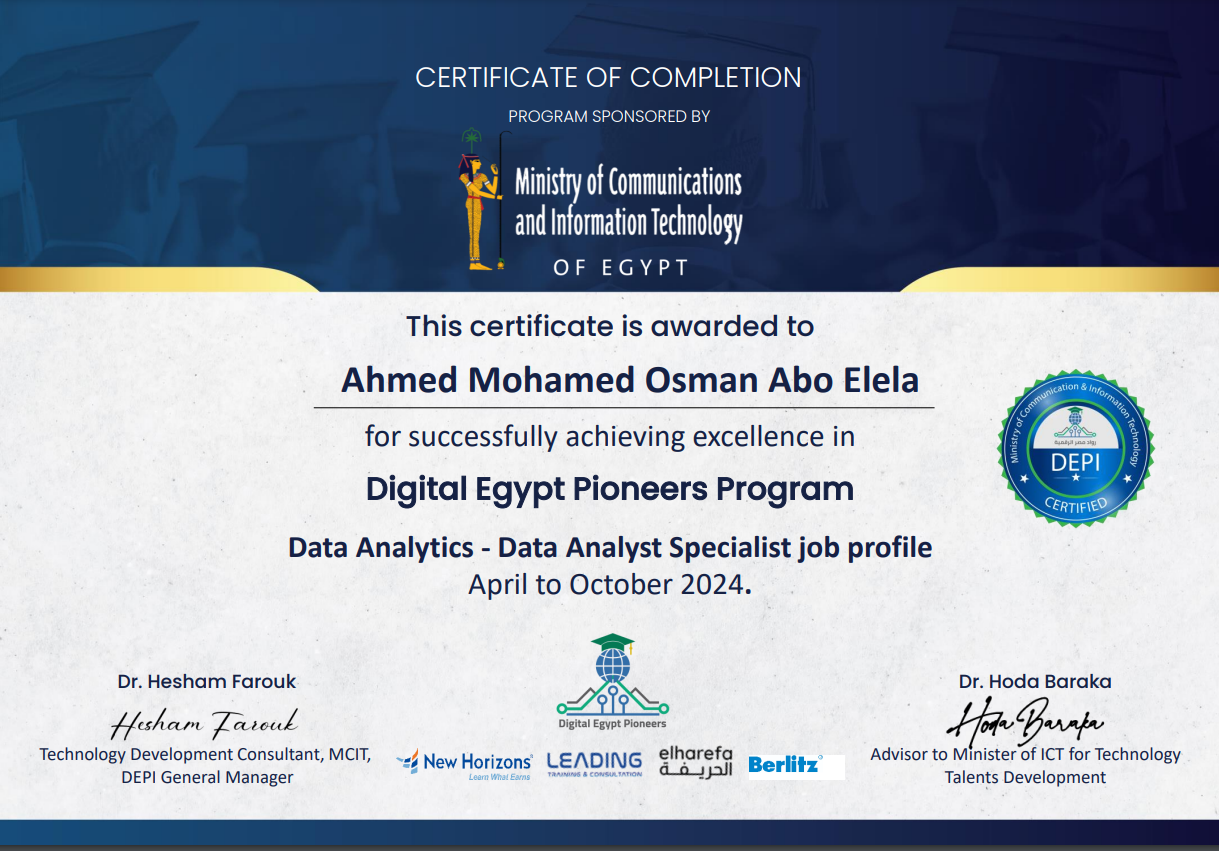 CERTIFICATE OF COMPLETION
PROGRAM SPONSORED BY
Ministry of Communications
and Information Technology
OF EGYPT
This certificate is awarded to
Ahmed Mohamed Osman Abo Elela
for successfully achieving excellence in
Digital Egypt Pioneers Program
Data Analytics - Data Analyst Specialist job profile
April to October 2024.
Ministry of Communication & Information Technology
رواد مصر الرقمية
DEPI
CERTIFIED
Digital Egypt Pioneers
Dr. Hesham Farouk
Hesham Farouk
Technology Development Consultant, MCIT,
DEPI General Manager
New Horizons®
Learn What Earns
LEADING
TRAINING & CONSULTATION
elharefa
الحريفة
Berlitz®
Dr. Hoda Baraka
Hoda Baraka
Advisor to Minister of ICT for Technology
Talents Development